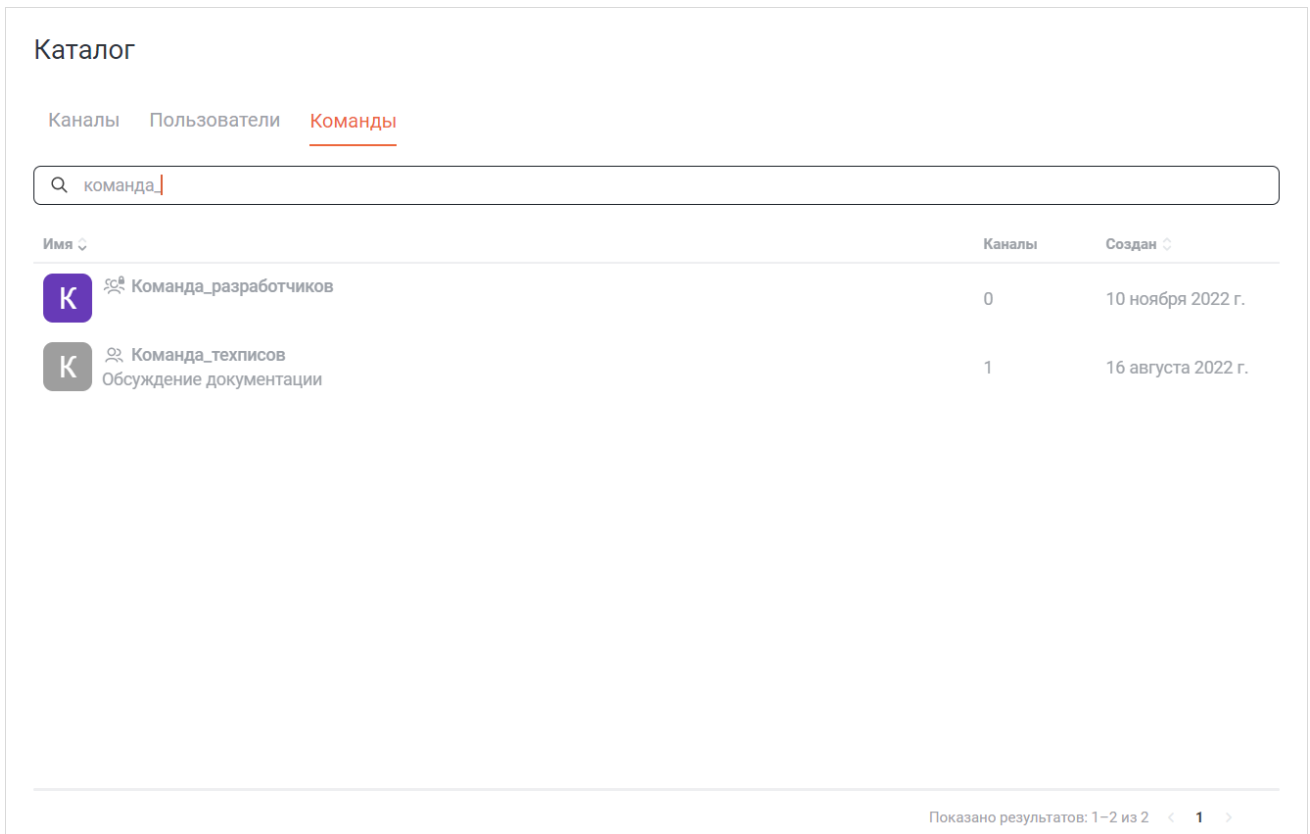 Каталог
Каналы Пользователи Команды
команда_
Имя Каналы Создан
К Команда_разработчиков 0 10 ноября 2022 г.
К Команда_техписов 1 16 августа 2022 г.
Обсуждение документации
Показано результатов: 1–2 из 2 < 1 >